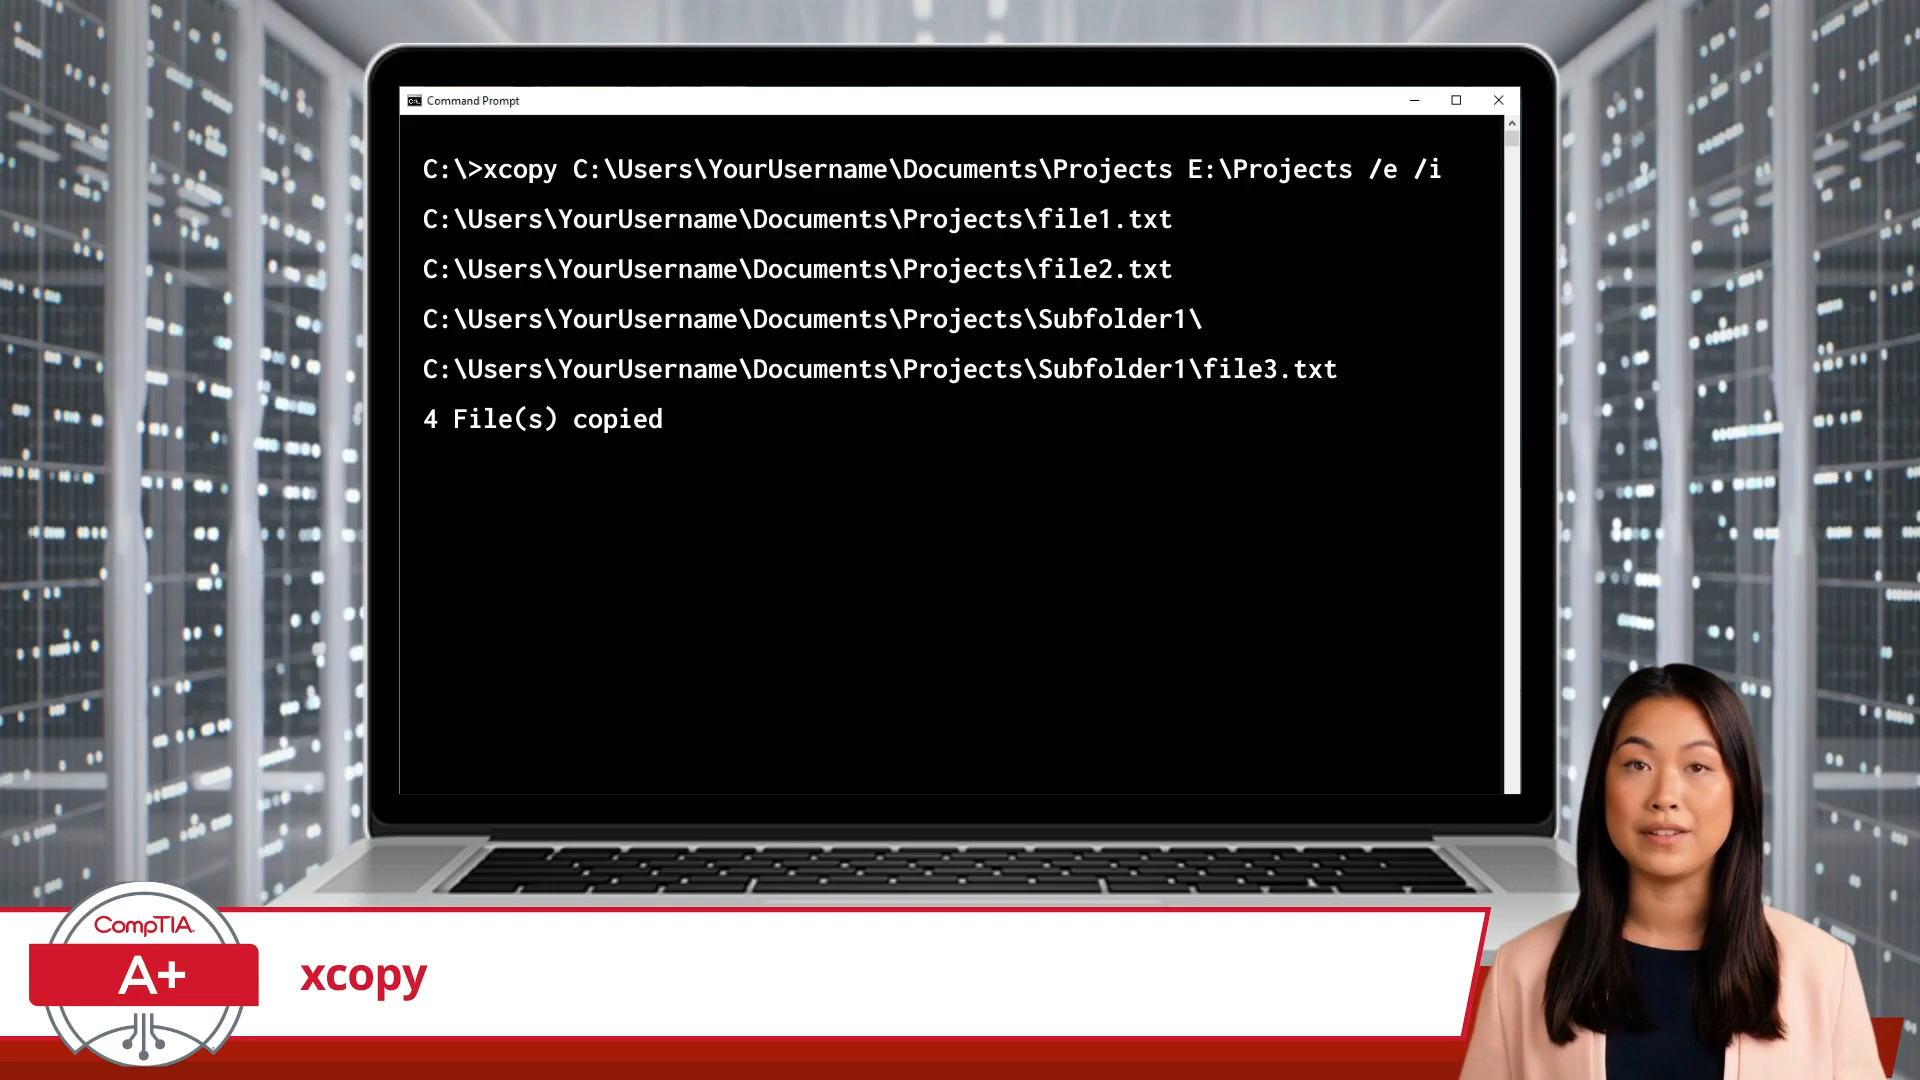 Command Prompt
C:\>xcopy C:\Users\YourUsername\Documents\Projects E:\Projects /e /i
C:\Users\YourUsername\Documents\Projects\file1.txt
C:\Users\YourUsername\Documents\Projects\file2.txt
C:\Users\YourUsername\Documents\Projects\Subfolder1\
C:\Users\YourUsername\Documents\Projects\Subfolder1\file3.txt
4 File(s) copied
CompTIA.
A+
xcopy